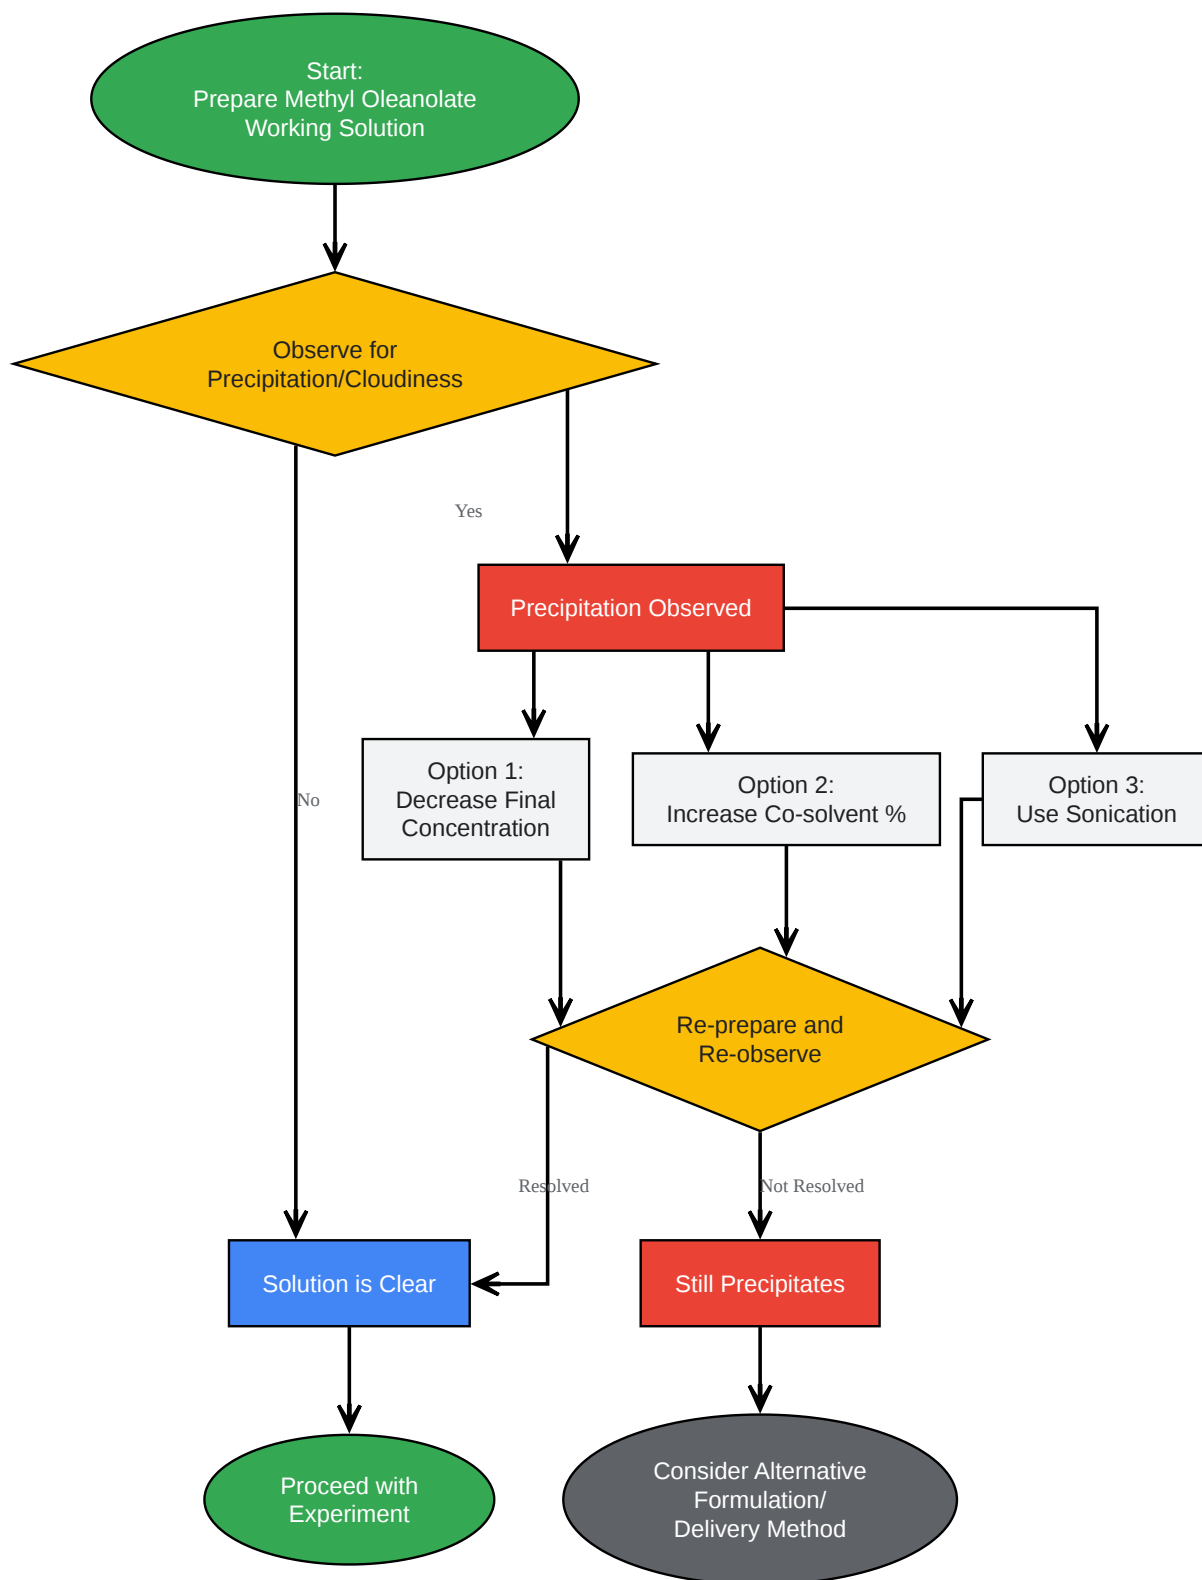 Start:
Prepare Methyl Oleanolate
Working Solution
Observe for
Precipitation/Cloudiness
Yes
Precipitation Observed
Option 1:
Decrease Final
Concentration
Option 2:
Increase Co-solvent %
Option 3:
Use Sonication
No
Re-prepare and
Re-observe
Resolved
Not Resolved
Solution is Clear
Still Precipitates
Proceed with
Experiment
Consider Alternative
Formulation/
Delivery Method